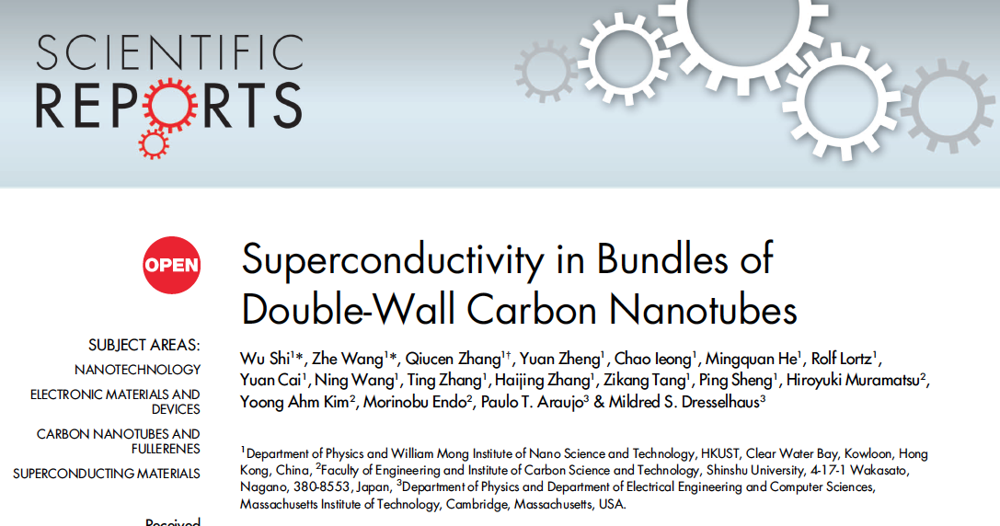 SCIENTIFIC
REPORTS
OPEN
SUBJECT AREAS:
NANOTECHNOLOGY
ELECTRONIC MATERIALS AND
DEVICES
CARBON NANOTUBES AND
FULLERENES
SUPERCONDUCTING MATERIALS
Received
Superconductivity in Bundles of
Double-Wall Carbon Nanotubes
Wu Shi¹*, Zhe Wang¹*, Qiucen Zhang¹†, Yuan Zheng¹, Chao Ieong¹, Mingquan He¹, Rolf Lortz¹,
Yuan Cai¹, Ning Wang¹, Ting Zhang¹, Haijing Zhang¹, Zikang Tang¹, Ping Sheng¹, Hiroyuki Muramatsu²,
Yoong Ahm Kim², Morinobu Endo², Paulo T. Araujo³ & Mildred S. Dresselhaus³
¹Department of Physics and William Mong Institute of Nano Science and Technology, HKUST, Clear Water Bay, Kowloon, Hong
Kong, China, ²Faculty of Engineering and Institute of Carbon Science and Technology, Shinshu University, 4-17-1 Wakasato,
Nagano, 380-8553, Japan, ³Department of Physics and Department of Electrical Engineering and Computer Sciences,
Massachusetts Institute of Technology, Cambridge, Massachusetts, USA.